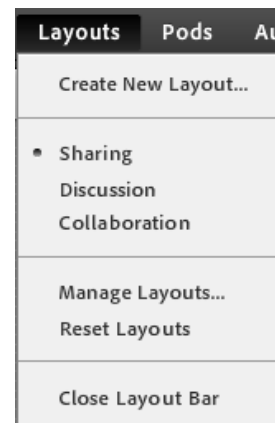 Layouts Pods Au
Create New Layout...
Sharing
Discussion
Collaboration
Manage Layouts...
Reset Layouts
Close Layout Bar